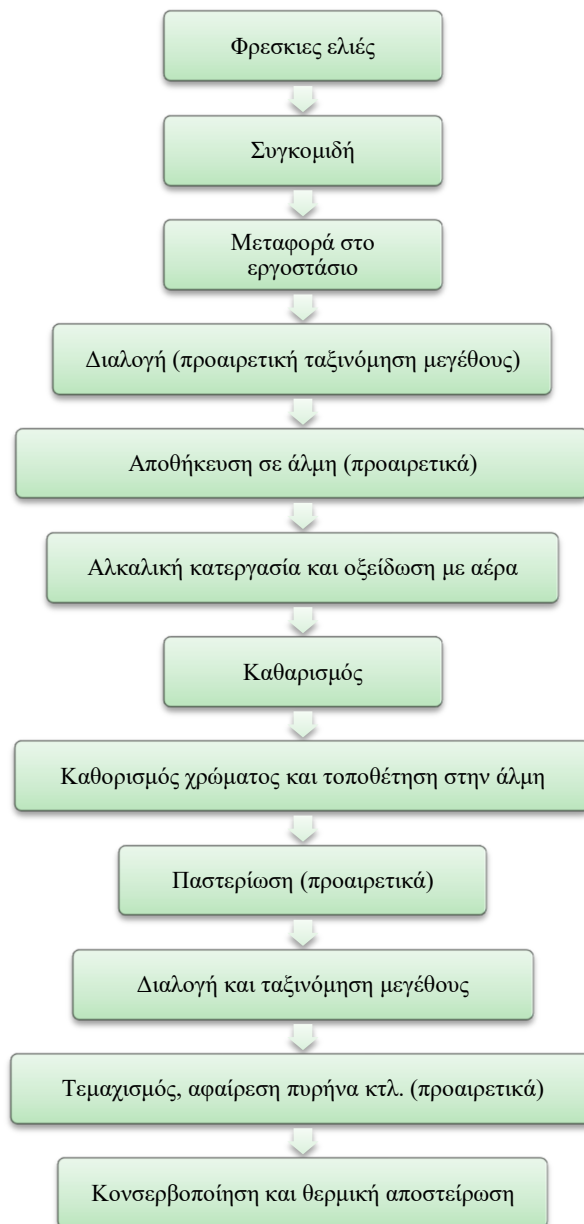 Φρεσκιες ελιές
Συγκομιδή
Μεταφορά στο
εργοστάσιο
Διαλογή (προαιρετική ταξινόμηση μεγέθους)
Αποθήκευση σε άλμη (προαιρετικά)
Αλκαλική κατεργασία και οξείδωση με αέρα
Καθαρισμός
Καθορισμός χρώματος και τοποθέτηση στην άλμη
Παστερίωση (προαιρετικά)
Διαλογή και ταξινόμηση μεγέθους
Τεμαχισμός, αφαίρεση πυρήνα κτλ. (προαιρετικά)
Κονσερβοποίηση και θερμική αποστείρωση